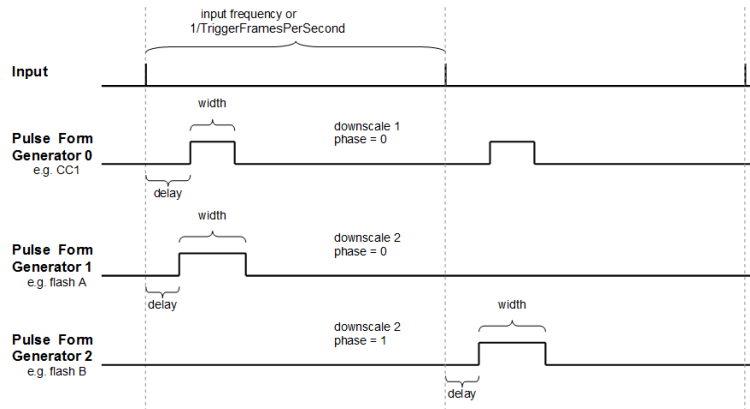 input frequency or
1/TriggerFramesPerSecond
Input
width
downscale 1
phase = 0
Pulse Form
Generator 0
e.g. CC1
delay
width
downscale 2
phase = 0
Pulse Form
Generator 1
e.g. flash A
delay
width
downscale 2
phase = 1
Pulse Form
Generator 2
e.g. flash B
delay